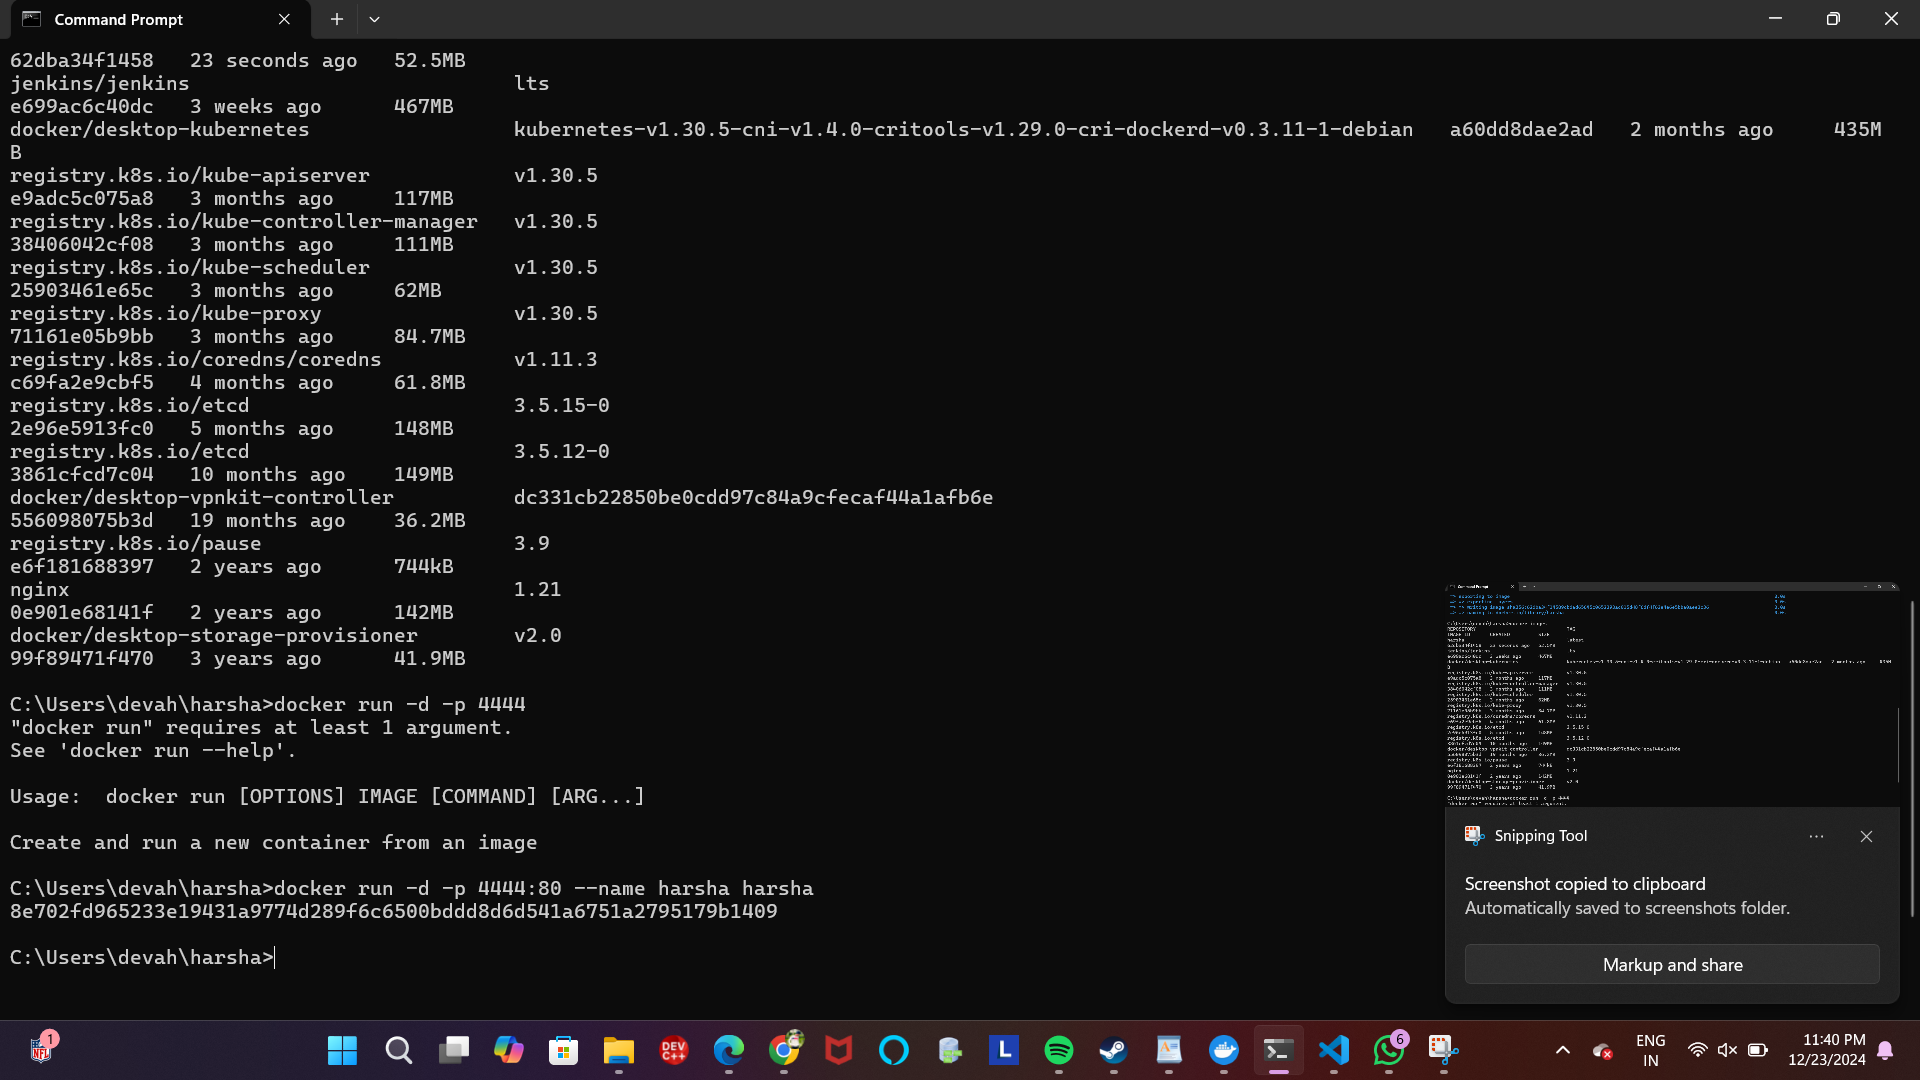 Command Prompt
62dba34f1458   23 seconds ago   52.5MB
jenkins/jenkins                           lts
e699ac6c40dc   3 weeks ago      467MB
docker/desktop-kubernetes                 kubernetes-v1.30.5-cni-v1.4.0-critools-v1.29.0-cri-dockerd-v0.3.11-1-debian   a60dd8dae2ad   2 months ago     435M
B
registry.k8s.io/kube-apiserver            v1.30.5
e9adc5c075a8   3 months ago     117MB
registry.k8s.io/kube-controller-manager   v1.30.5
38406042cf08   3 months ago     111MB
registry.k8s.io/kube-scheduler            v1.30.5
25903461e65c   3 months ago     62MB
registry.k8s.io/kube-proxy                v1.30.5
71161e05b9bb   3 months ago     84.7MB
registry.k8s.io/coredns/coredns           v1.11.3
c69fa2e9cbf5   4 months ago     61.8MB
registry.k8s.io/etcd                      3.5.15-0
2e96e5913fc0   5 months ago     148MB
registry.k8s.io/etcd                      3.5.12-0
3861cfcd7c04   10 months ago    149MB
docker/desktop-vpnkit-controller          dc331cb22850be0cdd97c84a9cfecaf44a1afb6e
556098075b3d   19 months ago    36.2MB
registry.k8s.io/pause                     3.9
e6f181688397   2 years ago      744kB
nginx                                     1.21
0e901e68141f   2 years ago      142MB
docker/desktop-storage-provisioner        v2.0
99f89471f470   3 years ago      41.9MB
C:\Users\devah\harsha>docker run -d -p 4444
"docker run" requires at least 1 argument.
See 'docker run --help'.
Usage:  docker run [OPTIONS] IMAGE [COMMAND] [ARG...]
Create and run a new container from an image
C:\Users\devah\harsha>docker run -d -p 4444:80 --name harsha harsha
8e702fd965233e19431a9774d289f6c6500bddd8d6d541a6751a2795179b1409
C:\Users\devah\harsha>
Snipping Tool
Screenshot copied to clipboard
Automatically saved to screenshots folder.
Markup and share
1
NFL
DEV
C++
L
6
ENG
IN
11:40 PM
12/23/2024